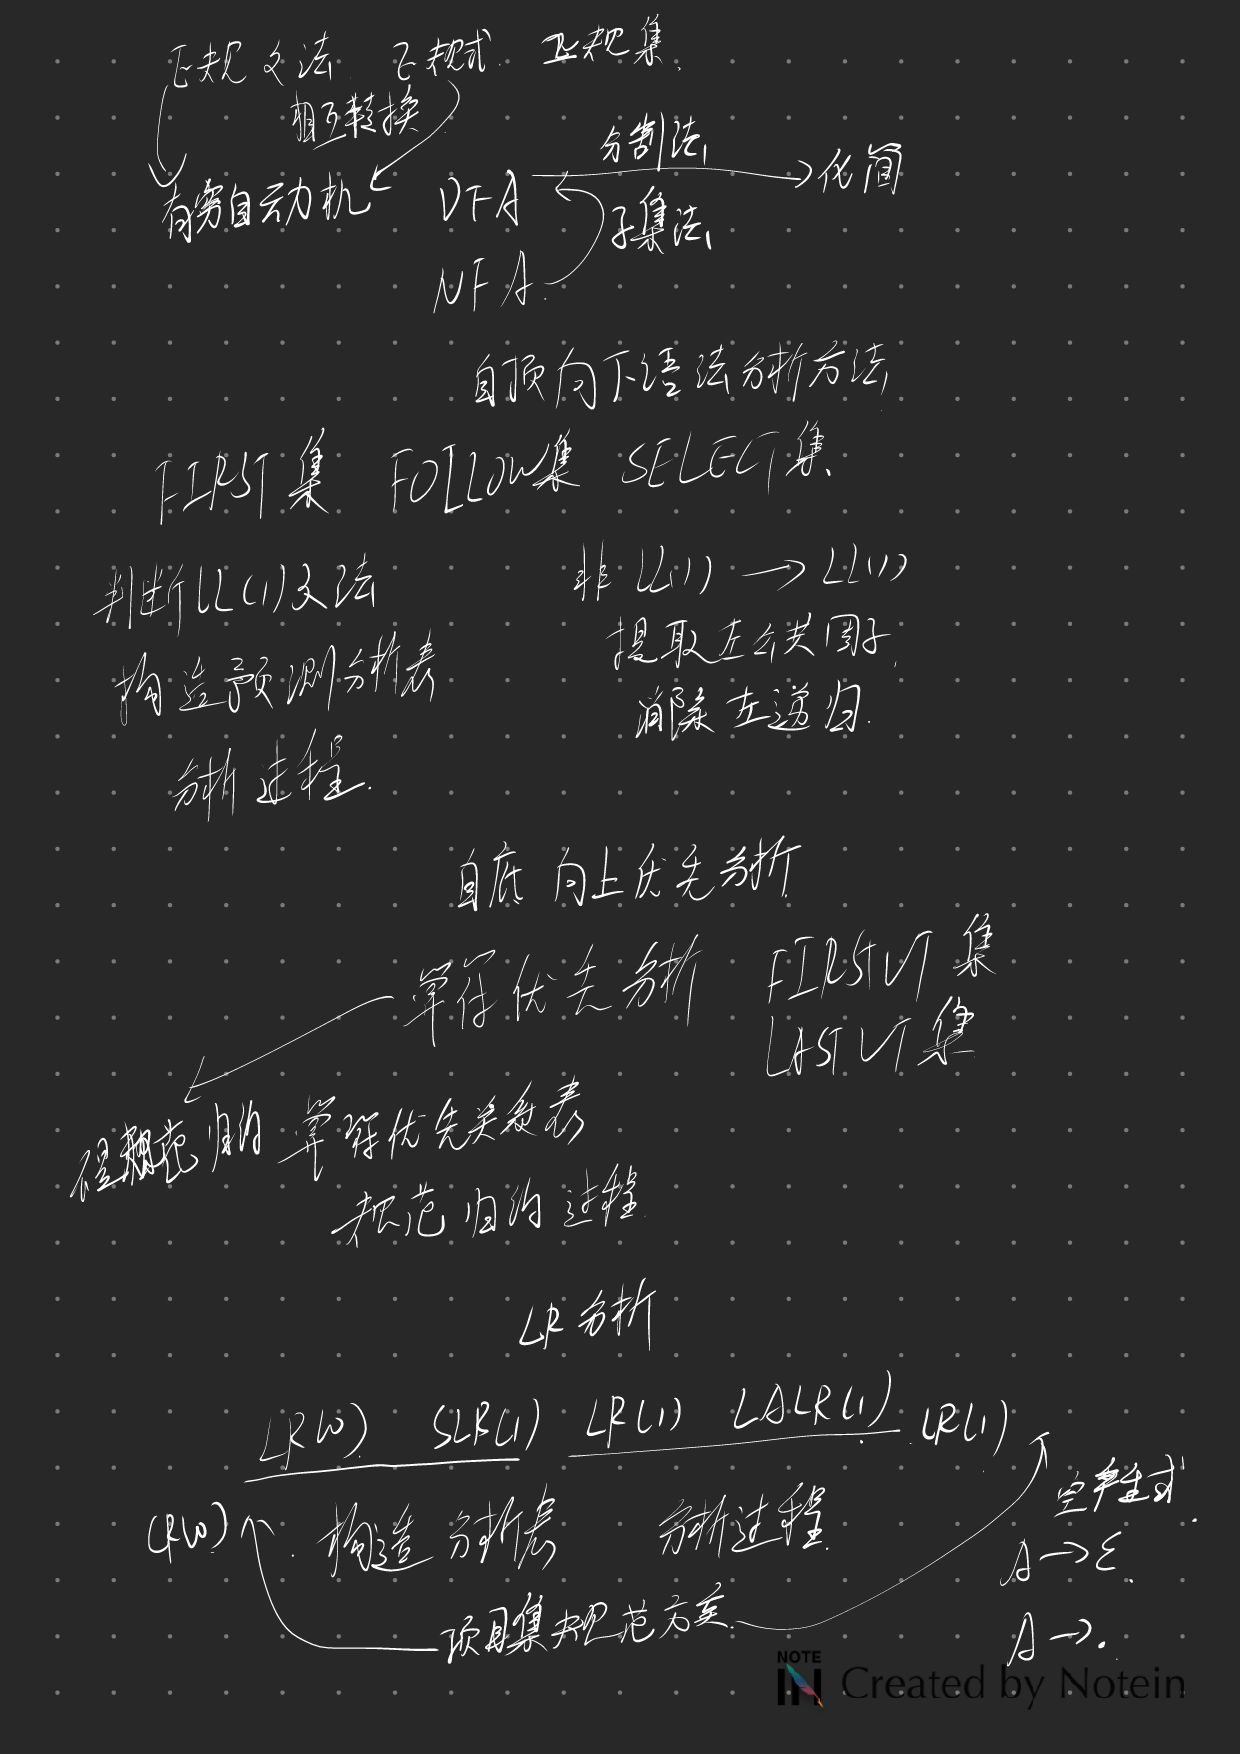 正规文法 正规式 正规集
相互转换
分割法
有穷自动机 DFA 化简
子集法
NFA
自顶向下语法分析方法
FIRST集 FOLLOW集 SELECT集
判断LL(1)文法 非LL(1) → LL(1)
提取左公共因子
构造预测分析表
消除左递归
分析过程
自底向上优先分析
算符优先分析 FIRSTVT集
LASTVT集
归约 算符优先关系表
规范归约过程
LR分析
LR(0) SLR(1) LR(1) LALR(1) LR(1)
空产生式
LR(0) 构造分析表 分析过程
A→ε
项目集规范方案
A→.
NOTE
IN Created by Notein